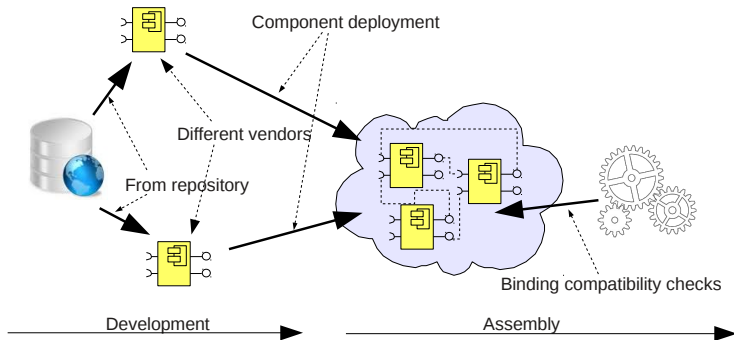 Component deployment
Different vendors
From repository
Binding compatibility checks
Development
Assembly